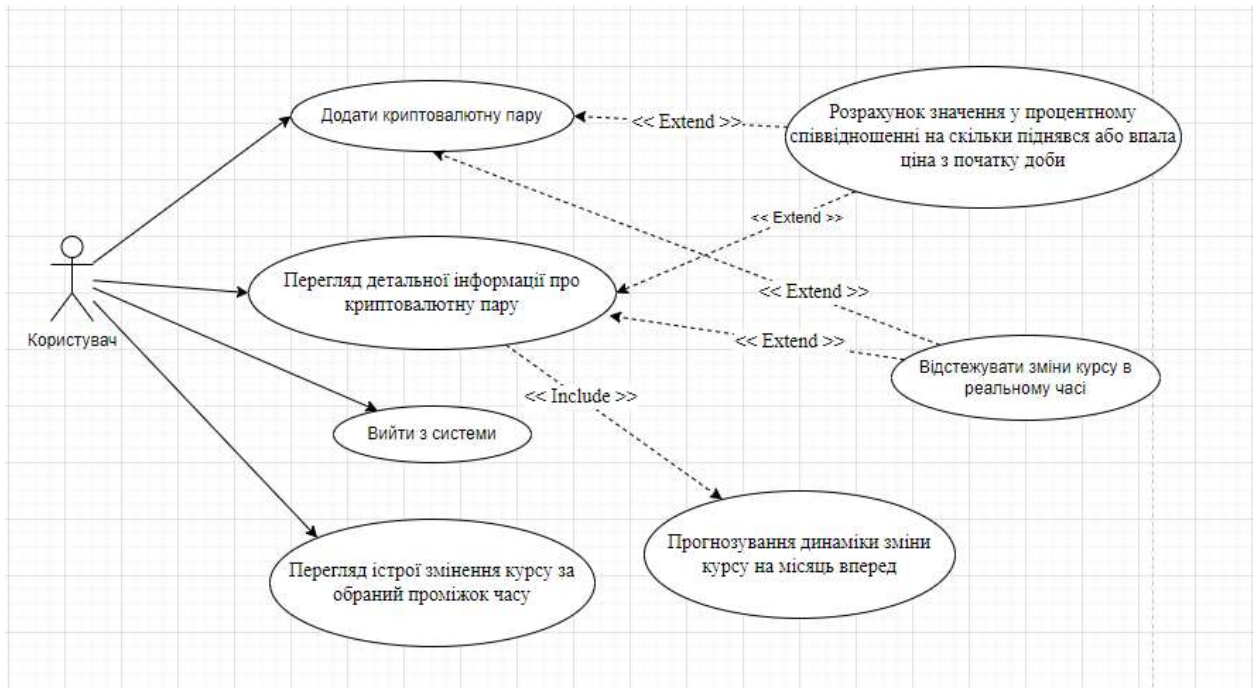 Додати криптовалютну пару
<< Extend >>
Розрахунок значення у процентному
співвідношенні на скільки піднявся або впала
ціна з початку доби
<< Extend >>
Перегляд детальної інформації про
криптовалютну пару
<< Extend >>
Користувач
<< Extend >>
Відстежувати зміни курсу в
реальному часі
<< Include >>
Вийти з системи
Прогнозування динаміки зміни
курсу на місяць вперед
Перегляд істрої змінення курсу за
обраний проміжок часу